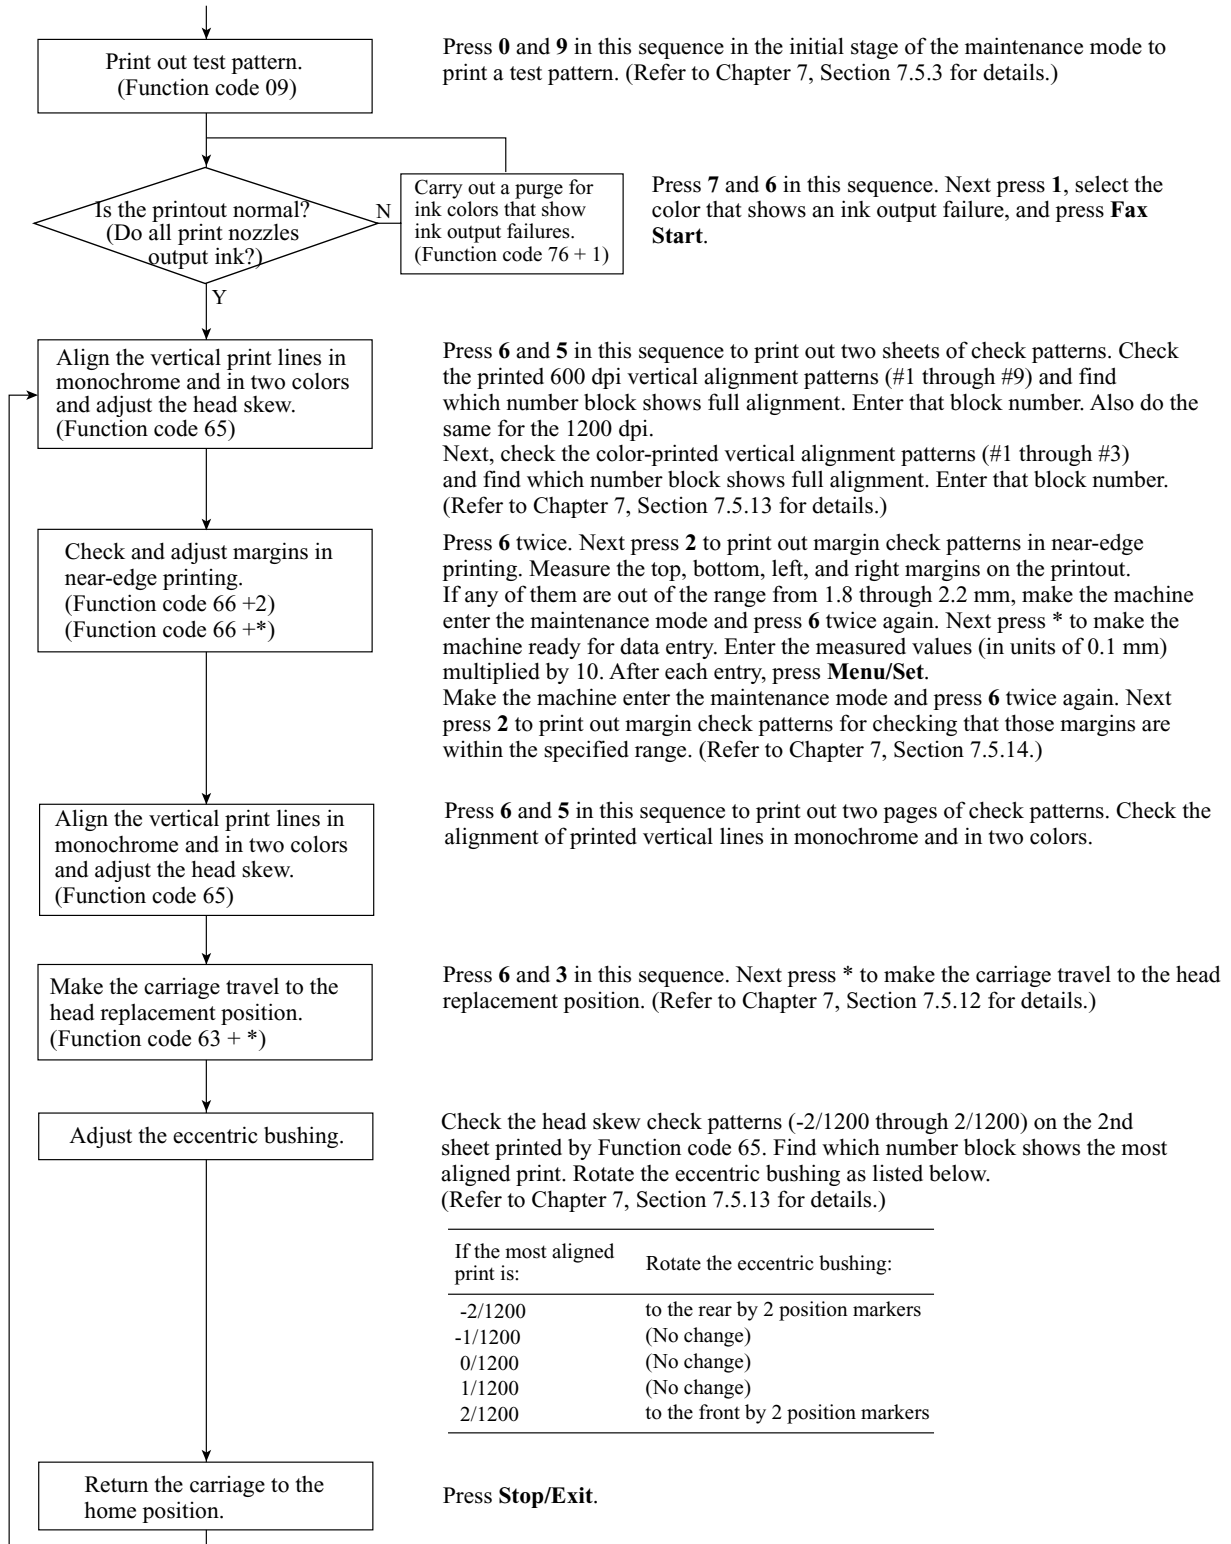 Print out test pattern.
(Function code 09)
Press 0 and 9 in this sequence in the initial stage of the maintenance mode to
print a test pattern. (Refer to Chapter 7, Section 7.5.3 for details.)
Is the printout normal?
(Do all print nozzles
output ink?)
N
Y
Carry out a purge for
ink colors that show
ink output failures.
(Function code 76 + 1)
Press 7 and 6 in this sequence. Next press 1, select the
color that shows an ink output failure, and press Fax
Start.
Align the vertical print lines in
monochrome and in two colors
and adjust the head skew.
(Function code 65)
Press 6 and 5 in this sequence to print out two sheets of check patterns. Check
the printed 600 dpi vertical alignment patterns (#1 through #9) and find
which number block shows full alignment. Enter that block number. Also do the
same for the 1200 dpi.
Next, check the color-printed vertical alignment patterns (#1 through #3)
and find which number block shows full alignment. Enter that block number.
(Refer to Chapter 7, Section 7.5.13 for details.)
Check and adjust margins in
near-edge printing.
(Function code 66 +2)
(Function code 66 +*)
Press 6 twice. Next press 2 to print out margin check patterns in near-edge
printing. Measure the top, bottom, left, and right margins on the printout.
If any of them are out of the range from 1.8 through 2.2 mm, make the machine
enter the maintenance mode and press 6 twice again. Next press * to make the
machine ready for data entry. Enter the measured values (in units of 0.1 mm)
multiplied by 10. After each entry, press Menu/Set.
Make the machine enter the maintenance mode and press 6 twice again. Next
press 2 to print out margin check patterns for checking that those margins are
within the specified range. (Refer to Chapter 7, Section 7.5.14.)
Align the vertical print lines in
monochrome and in two colors
and adjust the head skew.
(Function code 65)
Press 6 and 5 in this sequence to print out two pages of check patterns. Check the
alignment of printed vertical lines in monochrome and in two colors.
Make the carriage travel to the
head replacement position.
(Function code 63 + *)
Press 6 and 3 in this sequence. Next press * to make the carriage travel to the head
replacement position. (Refer to Chapter 7, Section 7.5.12 for details.)
Adjust the eccentric bushing.
Check the head skew check patterns (-2/1200 through 2/1200) on the 2nd
sheet printed by Function code 65. Find which number block shows the most
aligned print. Rotate the eccentric bushing as listed below.
(Refer to Chapter 7, Section 7.5.13 for details.)
If the most aligned
print is:
Rotate the eccentric bushing:
-2/1200 to the rear by 2 position markers
-1/1200 (No change)
0/1200 (No change)
1/1200 (No change)
2/1200 to the front by 2 position markers
Return the carriage to the
home position.
Press Stop/Exit.